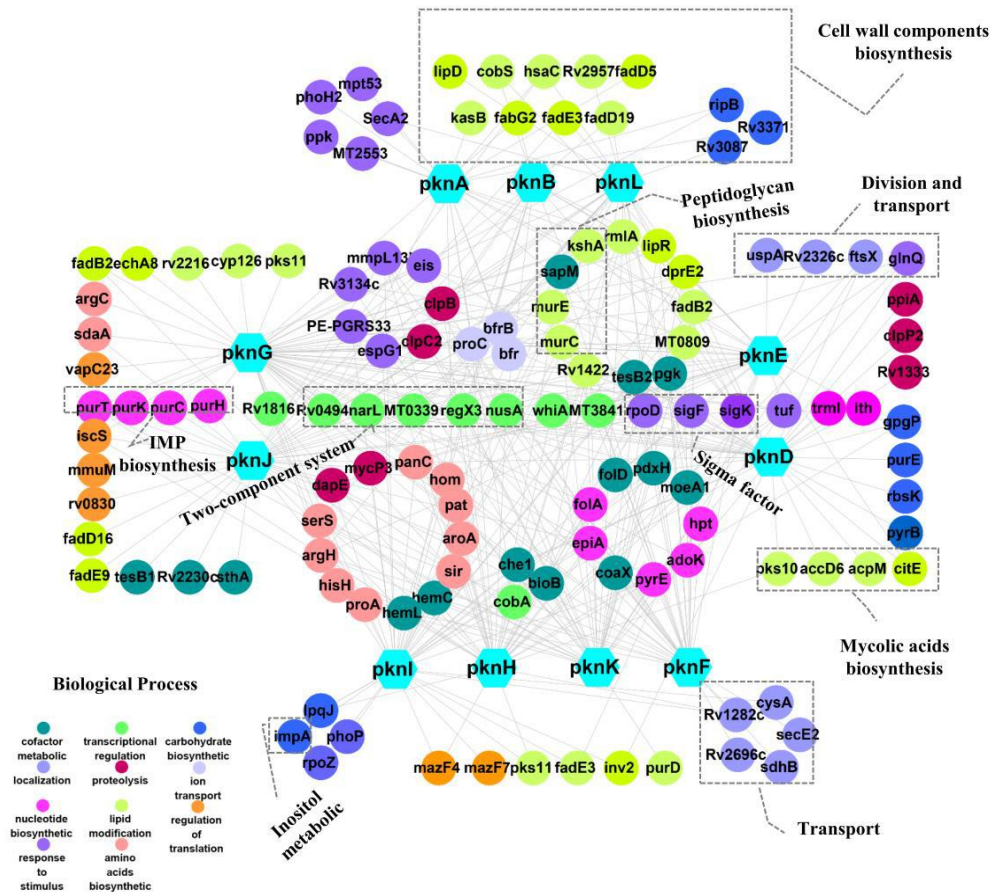 Cell wall components
biosynthesis
lipD cobS hsaC Rv2957 fadD5
mpt53
phoH2
SecA2
ppk
MT2553
kasB fabG2 fadE3 fadD19
ripB
Rv3371
Rv3087
pknA pknB pknL
Peptidoglycan
biosynthesis
Division and
transport
kshA rmlA lipR
sapM
dprE2
murE
fadB2
murC
MT0809
Rv1422
uspA Rv2326c ftsX glnQ
fadB2 echA8 rv2216 cyp126 pks11
eis
Rv3134c
clpB
PE-PGRS33
espG1
clpC2
bfrB
proC
bfr
argC
sdaA
vapC23
pknG
pknE
ppiA
clpP2
Rv1333
tesB2 pgk
purT purK purC purH
Rv1816
Rv0494 narL MT0339 regX3 nusA
whiA MT3841
rpoD sigF sigK
tuf
trmI
lth
iscS
mmuM
rv0830
fadD16
fadE9
IMP
biosynthesis
pknJ
Two-component system
Sigma factor
pknD
gpgP
purE
rbsK
pyrB
panC
mycP3
dapE
hom
pat
serS
aroA
argH
sir
hisH
hemC
proA
hemL
folD pdxH
moeA1
folA
hpt
epiA
adoK
coaX
pyrE
che1
bioB
cobA
tesB1 Rv2230c sthA
pks10 accD6 acpM citE
Mycolic acids
biosynthesis
pknI pknH pknK pknF
lpqJ
impA
phoP
rpoZ
Inositol
metabolic
mazF4 mazF7 pks11 fadE3 inv2 purD
cysA
Rv1282c
secE2
Rv2696c
sdhB
Transport
Biological Process
cofactor
metabolic
transcriptional
regulation
carbohydrate
biosynthetic
localization
proteolysis
ion
transport
nucleotide
biosynthetic
lipid
modification
regulation
of
translation
response
to
stimulus
amino
acids
biosynthetic